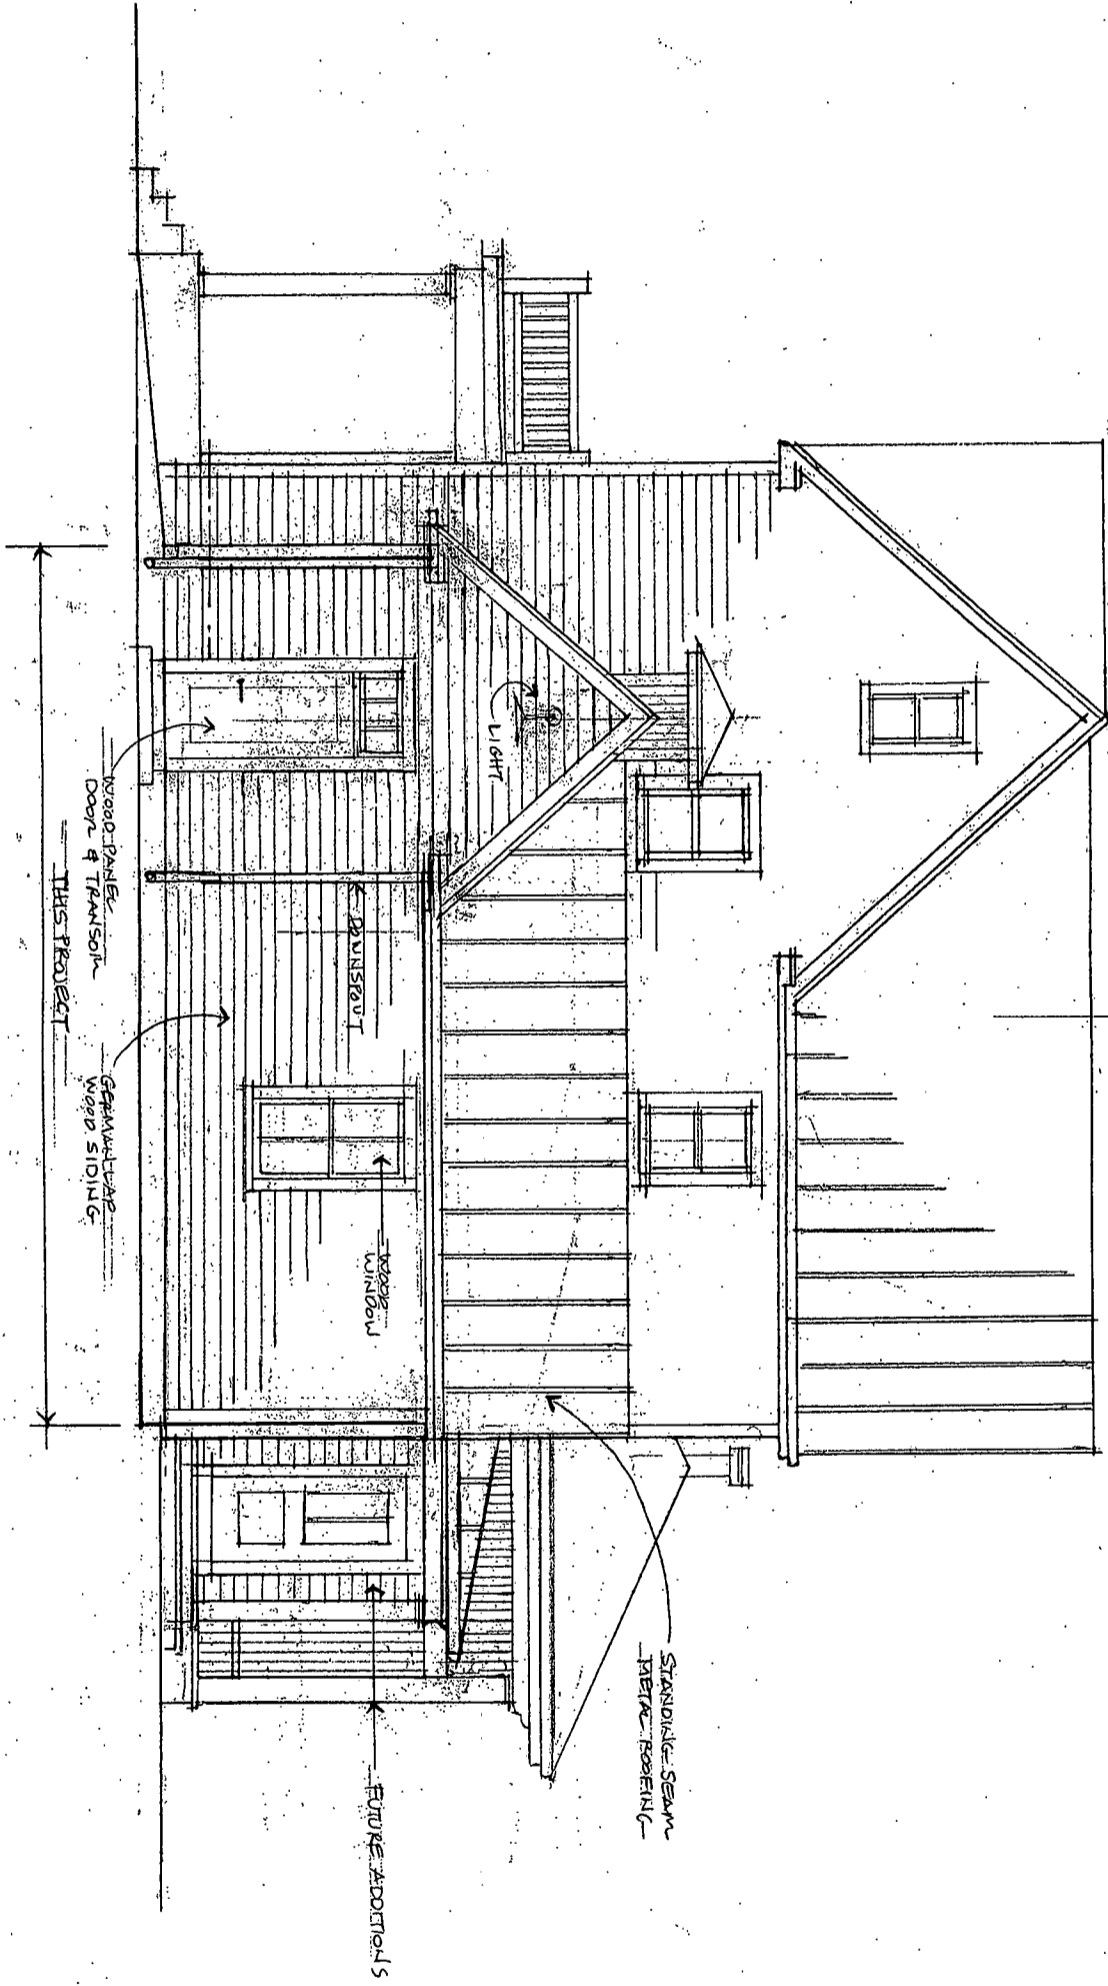 STANDING SEAM
METAL ROOFING
LIGHT
DOWNSPOUT
WOOD
WINDOW
FUTURE ADDITIONS
WOOD PANEL
DOOR & TRANSOM
GERMAN LAP
WOOD SIDING
THIS PROJECT